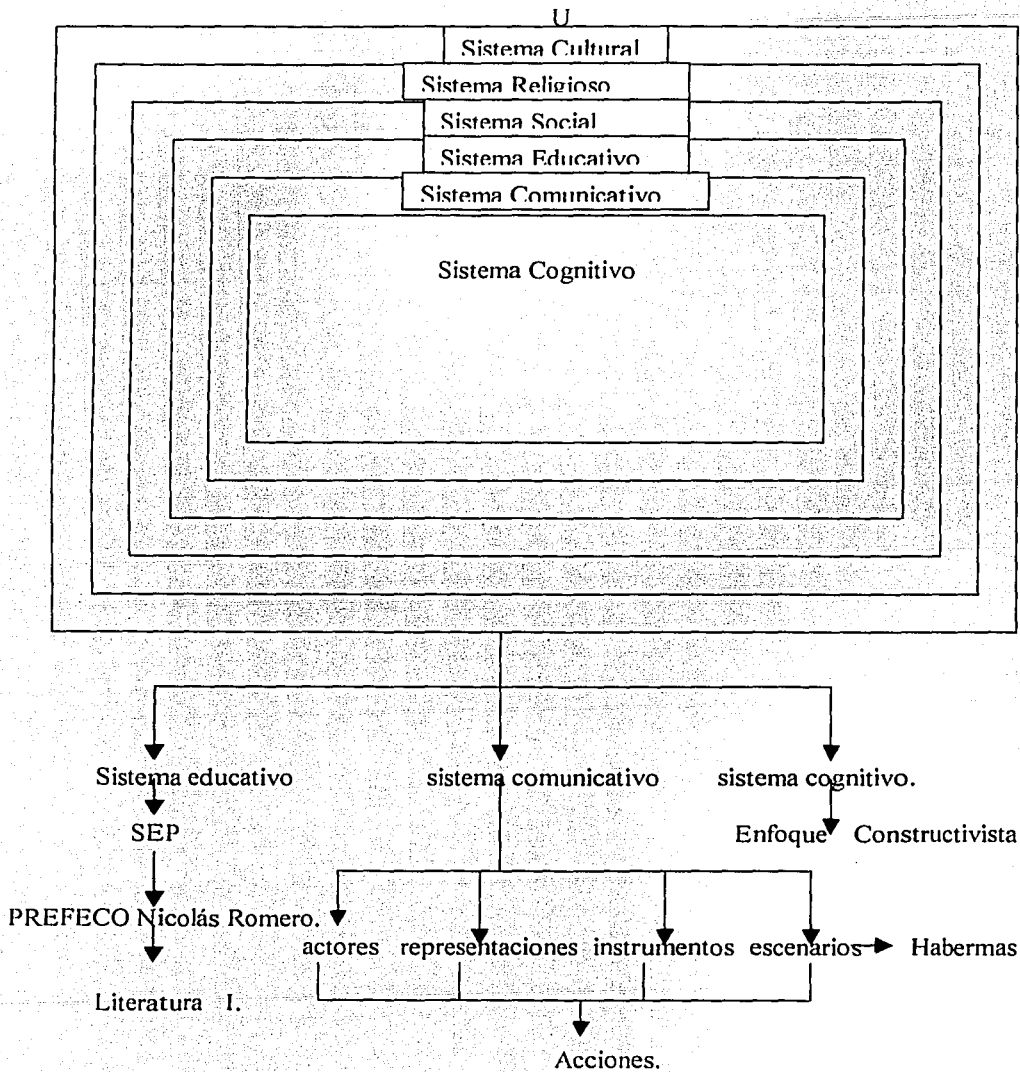 U
Sistema Cultural
Sistema Religioso
Sistema Social
Sistema Educativo
Sistema Comunicativo
Sistema Cognitivo
Sistema educativo sistema comunicativo sistema cognitivo.
SEP Enfoque Constructivista
PREFECO Nicolás Romero.
actores representaciones instrumentos escenarios Habermas
Literatura I.
Acciones.